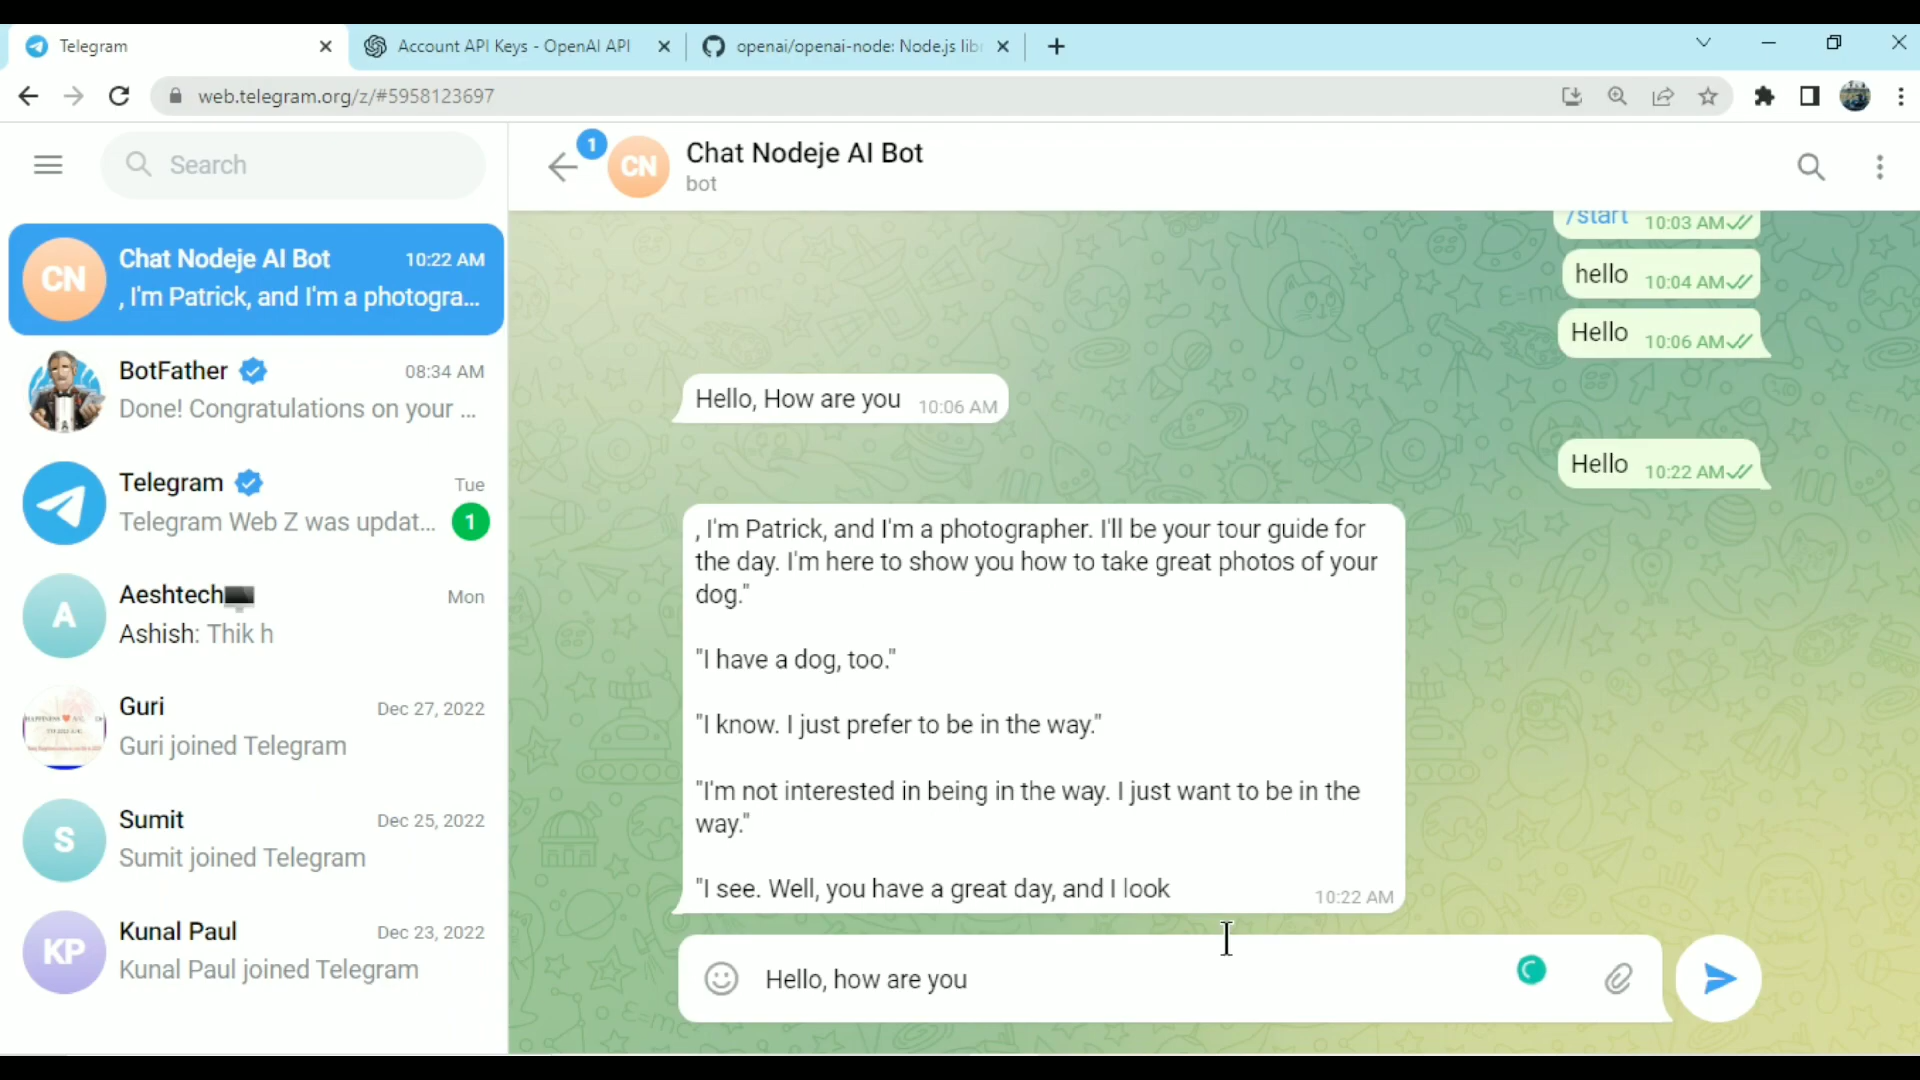 Telegram
Account API Keys - OpenAI API
openai/openai-node: Node.js lib
web.telegram.org/z/#5958123697
Search
CN
Chat Nodeje AI Bot
10:22 AM
, I'm Patrick, and I'm a photogra...
BotFather
08:34 AM
Done! Congratulations on your ...
Telegram
Tue
Telegram Web Z was updat...
1
A
Aeshtech
Mon
Ashish: Thik h
Guri
Dec 27, 2022
Guri joined Telegram
S
Sumit
Dec 25, 2022
Sumit joined Telegram
KP
Kunal Paul
Dec 23, 2022
Kunal Paul joined Telegram
1
CN
Chat Nodeje AI Bot
bot
/start 10:03 AM
hello 10:04 AM
Hello 10:06 AM
Hello, How are you 10:06 AM
Hello 10:22 AM
, I'm Patrick, and I'm a photographer. I'll be your tour guide for
the day. I'm here to show you how to take great photos of your
dog."
"I have a dog, too."
"I know. I just prefer to be in the way."
"I'm not interested in being in the way. I just want to be in the
way."
"I see. Well, you have a great day, and I look
10:22 AM
Hello, how are you